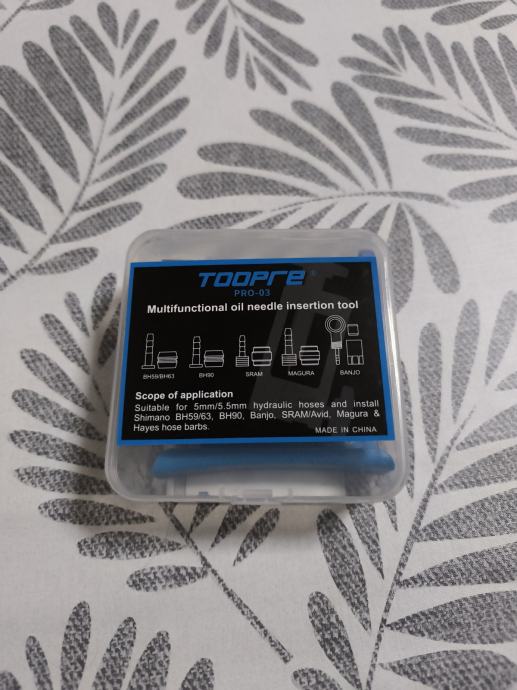 TOOPRE®
PRO-03
Multifunctional oil needle insertion tool
BH59/BH63 BH90 SRAM MAGURA BANJO
Scope of application
Suitable for 5mm/5.5mm hydraulic hoses and install
Shimano BH59/63, BH90, Banjo, SRAM/Avid, Magura &
Hayes hose barbs.
MADE IN CHINA